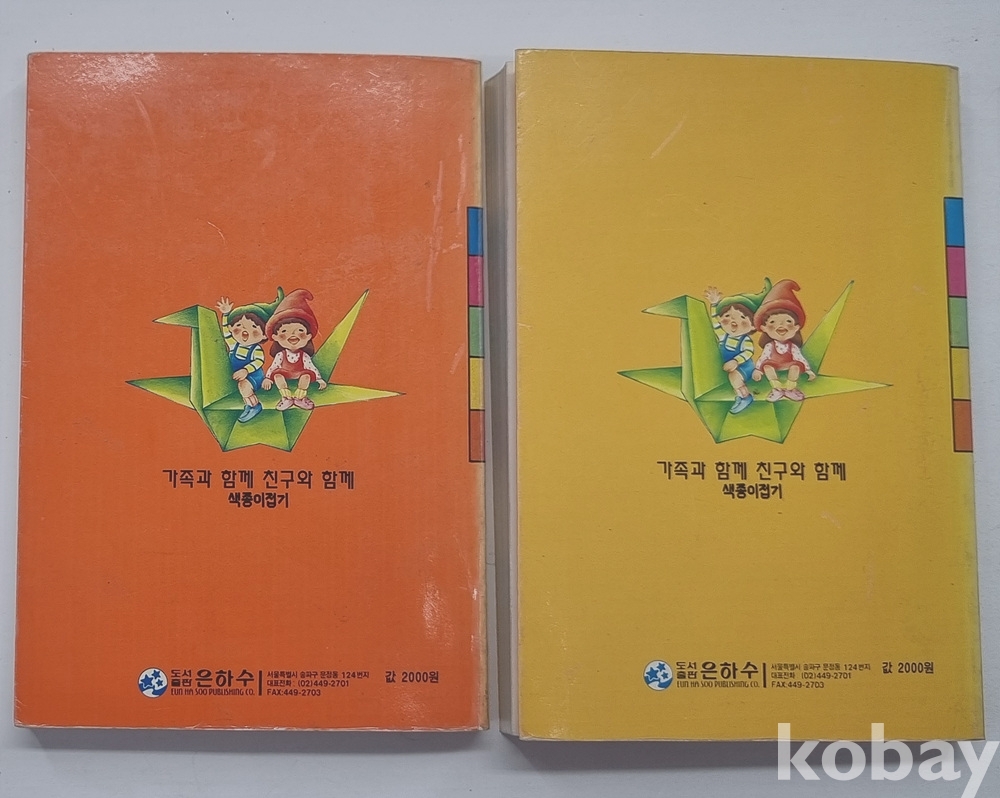 가족과 함께 친구와 함께
색종이접기
도서
출판 은하수
EUN HA SOO PUBLISHING CO.
서울특별시 송파구 문정동 124번지
대표전화 (02)449-2701
FAX:449-2703
값 2000원
가족과 함께 친구와 함께
색종이접기
도서
출판 은하수
EUN HA SOO PUBLISHING CO.
서울특별시 송파구 문정동 124번지
대표전화 (02)449-2701
FAX:449-2703
값 2000원
kobay